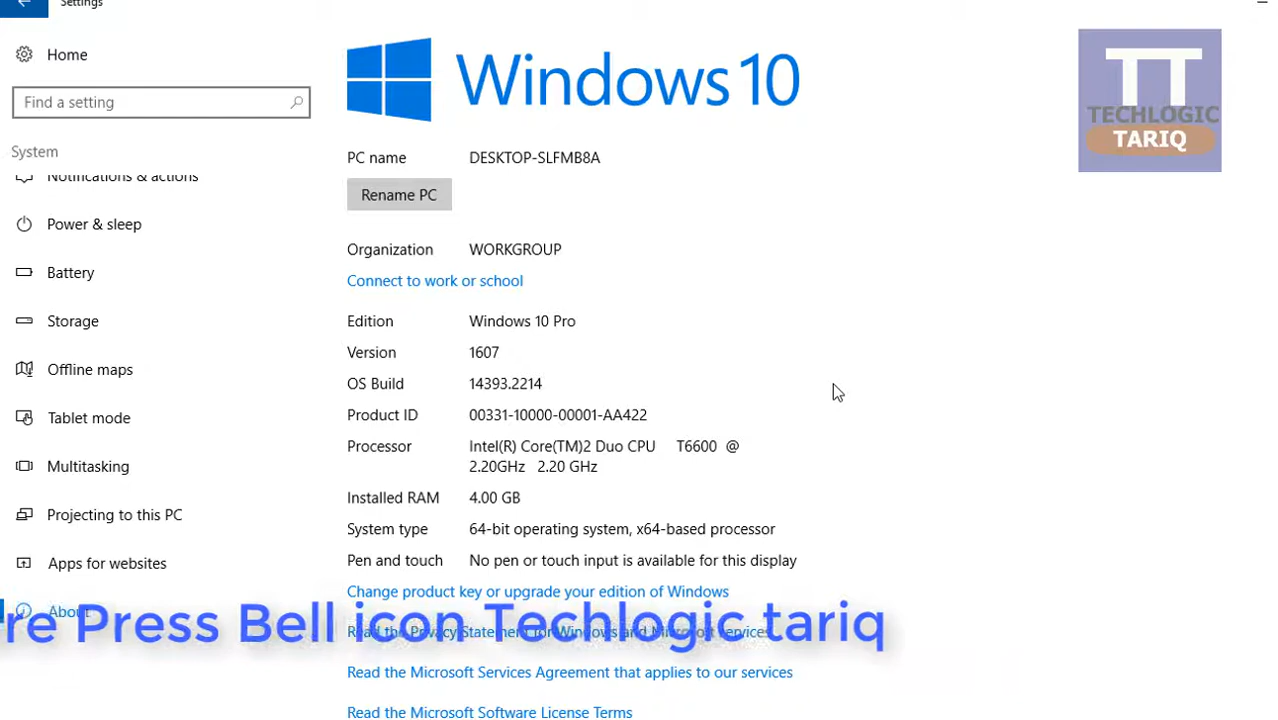 Settings
Home
Find a setting
System
Notifications & actions
Power & sleep
Battery
Storage
Offline maps
Tablet mode
Multitasking
Projecting to this PC
Apps for websites
About
Windows 10
PC name DESKTOP-SLFMB8A
Rename PC
Organization WORKGROUP
Connect to work or school
Edition Windows 10 Pro
Version 1607
OS Build 14393.2214
Product ID 00331-10000-00001-AA422
Processor Intel(R) Core(TM)2 Duo CPU T6600 @
2.20GHz 2.20 GHz
Installed RAM 4.00 GB
System type 64-bit operating system, x64-based processor
Pen and touch No pen or touch input is available for this display
Change product key or upgrade your edition of Windows
re Press Bell icon Techlogic tariq
Read the Privacy Statement for Windows and Microsoft services
Read the Microsoft Services Agreement that applies to our services
Read the Microsoft Software License Terms
TT
TECHLOGIC
TARIQ